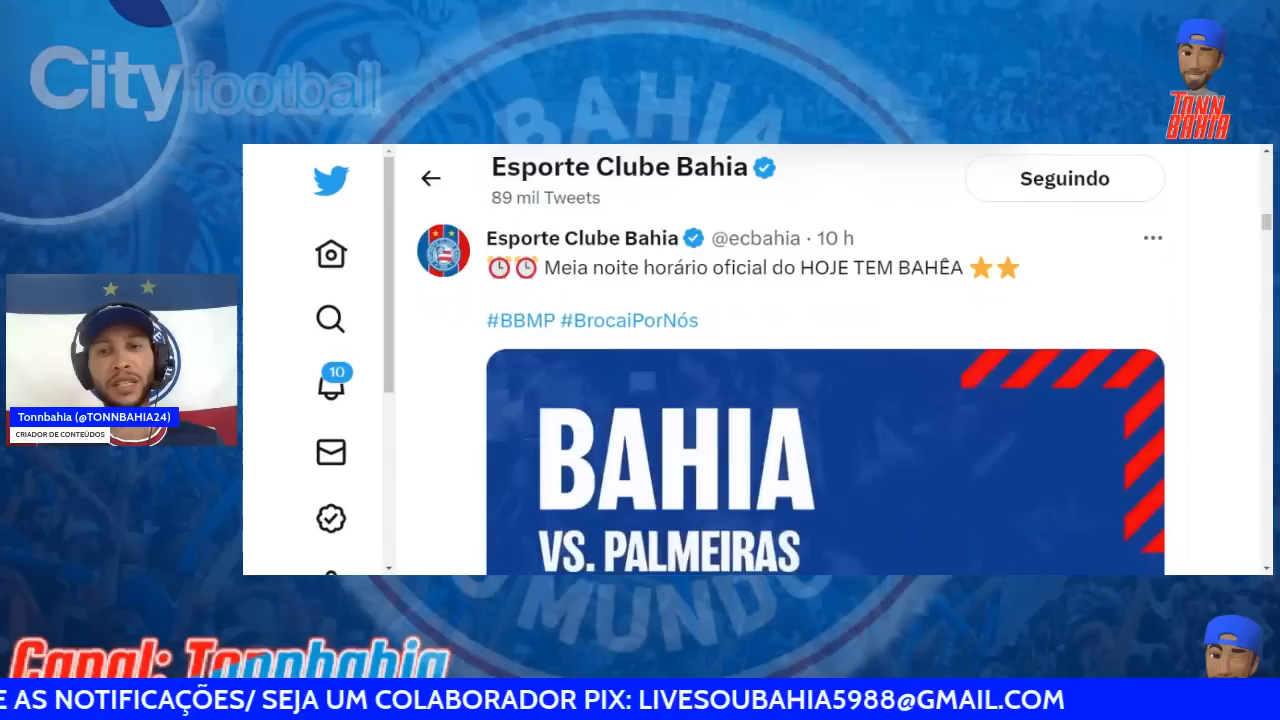 City football
BAHIA
TONN
BAHIA
Esporte Clube Bahia
Seguindo
89 mil Tweets
Esporte Clube Bahia @ecbahia · 10 h
Meia noite horário oficial do HOJE TEM BAHÊA
#BBMP #BrocaiPorNós
10
BAHIA
VS. PALMEIRAS
Tonnbahia (@TONNBAHIA24)
CRIADOR DE CONTEÚDOS
MUNDO
Canal: Tonnbahia
E AS NOTIFICAÇÕES/ SEJA UM COLABORADOR PIX: LIVESOUBAHIA5988@GMAIL.COM